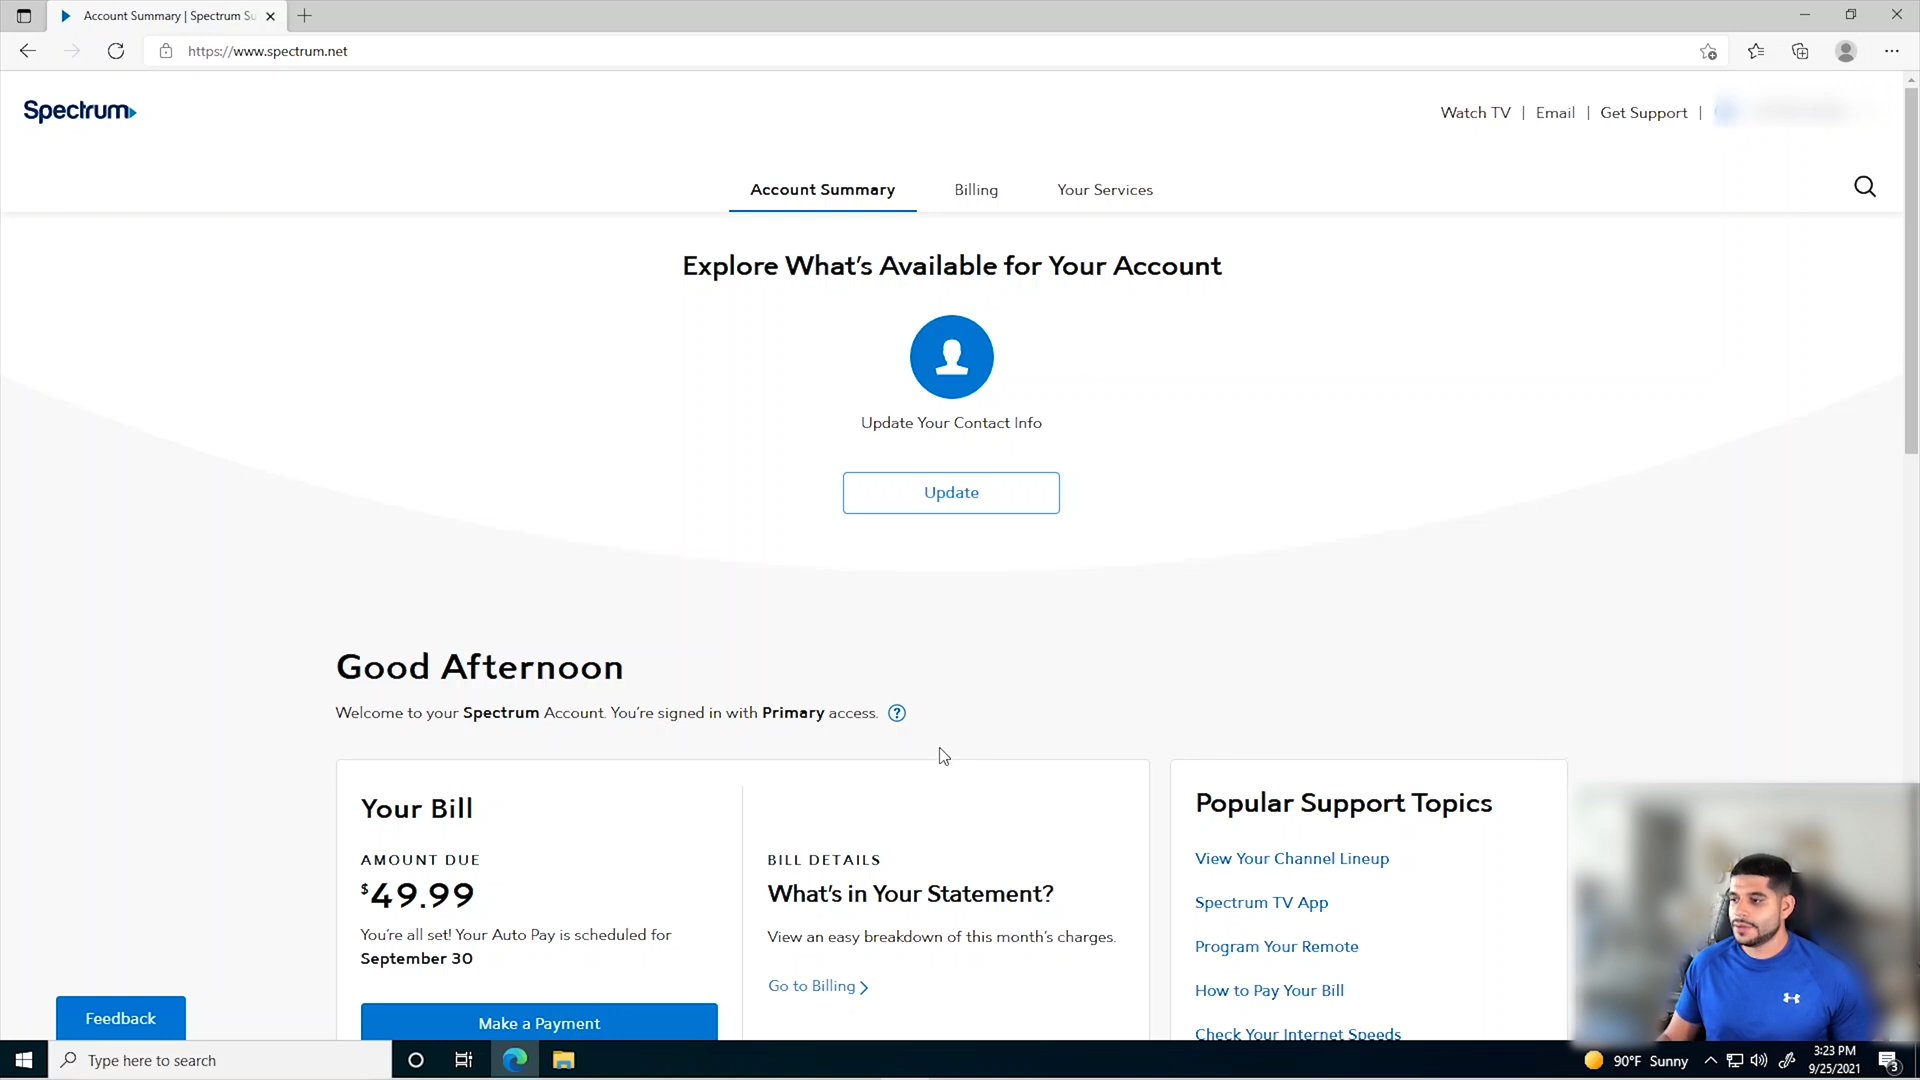 Account Summary | Spectrum Su
https://www.spectrum.net
Spectrum
Watch TV | Email | Get Support |
Account Summary Billing Your Services
Explore What's Available for Your Account
Update Your Contact Info
Update
Good Afternoon
Welcome to your Spectrum Account. You're signed in with Primary access. ?
Your Bill
AMOUNT DUE
$49.99
You're all set! Your Auto Pay is scheduled for
September 30
Make a Payment
BILL DETAILS
What's in Your Statement?
View an easy breakdown of this month's charges.
Go to Billing
Popular Support Topics
View Your Channel Lineup
Spectrum TV App
Program Your Remote
How to Pay Your Bill
Check Your Internet Speeds
Feedback
Type here to search
90°F Sunny
3:23 PM
9/25/2021
3